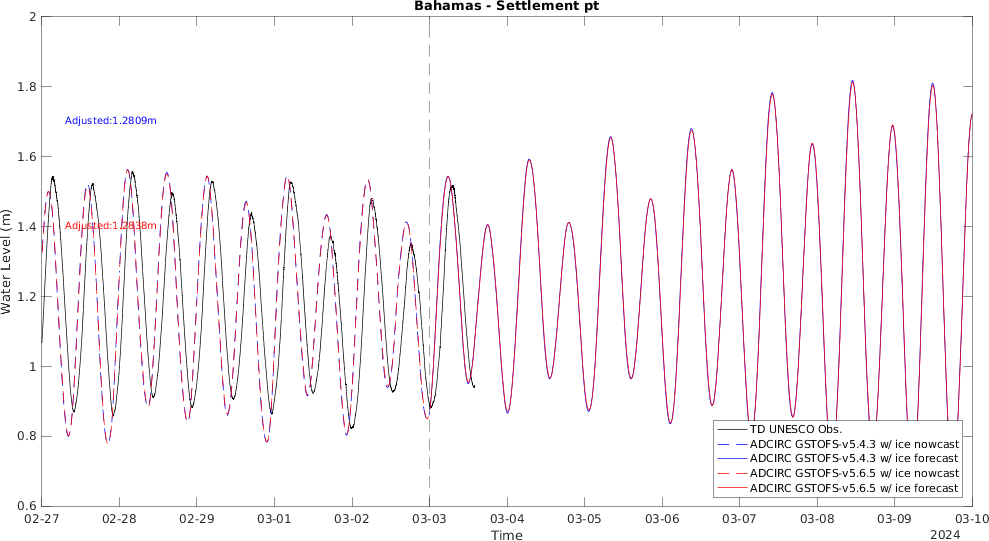 Bahamas - Settlement pt
2
1.8
1.6
1.4
1.2
1
0.8
0.6
Water Level (m)
Adjusted:1.2809m
Adjusted:1.2838m
TD UNESCO Obs.
ADCIRC GSTOFS-v5.4.3 w/ ice nowcast
ADCIRC GSTOFS-v5.4.3 w/ ice forecast
ADCIRC GSTOFS-v5.6.5 w/ ice nowcast
ADCIRC GSTOFS-v5.6.5 w/ ice forecast
02-27 02-28 02-29 03-01 03-02 03-03 03-04 03-05 03-06 03-07 03-08 03-09 03-10
Time
2024